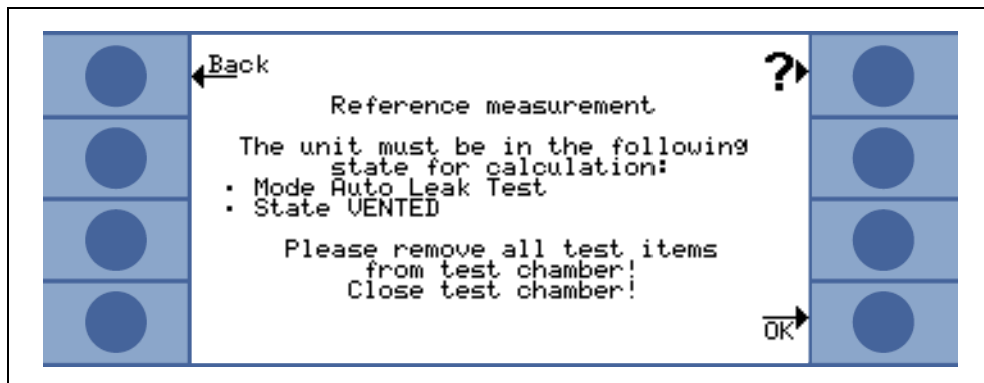 Back
?
Reference measurement
The unit must be in the following
state for calculation:
· Mode Auto Leak Test
· State VENTED
Please remove all test items
from test chamber!
Close test chamber!
OK